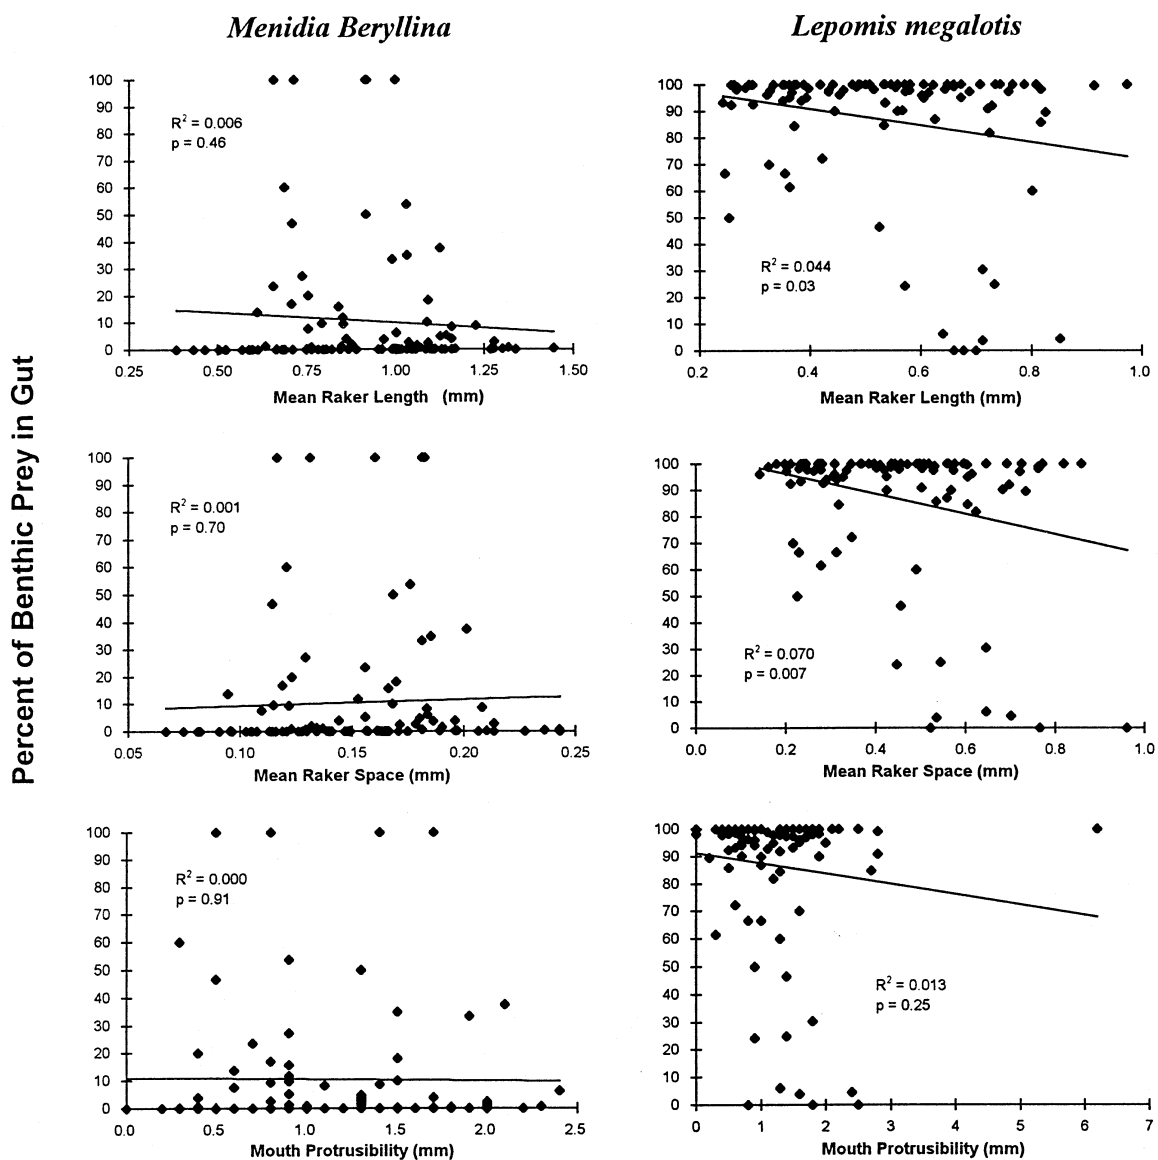 Menidia Beryllina
Lepomis megalotis
Percent of Benthic Prey in Gut
100
90
80
70
60
50
40
30
20
10
0
R² = 0.006
p = 0.46
0.25 0.50 0.75 1.00 1.25 1.50
Mean Raker Length (mm)
100
90
80
70
60
50
40
30
20
10
0
R² = 0.044
p = 0.03
0.2 0.4 0.6 0.8 1.0
Mean Raker Length (mm)
100
90
80
70
60
50
40
30
20
10
0
R² = 0.001
p = 0.70
0.05 0.10 0.15 0.20 0.25
Mean Raker Space (mm)
100
90
80
70
60
50
40
30
20
10
0
R² = 0.070
p = 0.007
0.0 0.2 0.4 0.6 0.8 1.0
Mean Raker Space (mm)
100
90
80
70
60
50
40
30
20
10
0
R² = 0.000
p = 0.91
0.0 0.5 1.0 1.5 2.0 2.5
Mouth Protrusibility (mm)
100
90
80
70
60
50
40
30
20
10
0
R² = 0.013
p = 0.25
0 1 2 3 4 5 6 7
Mouth Protrusibility (mm)